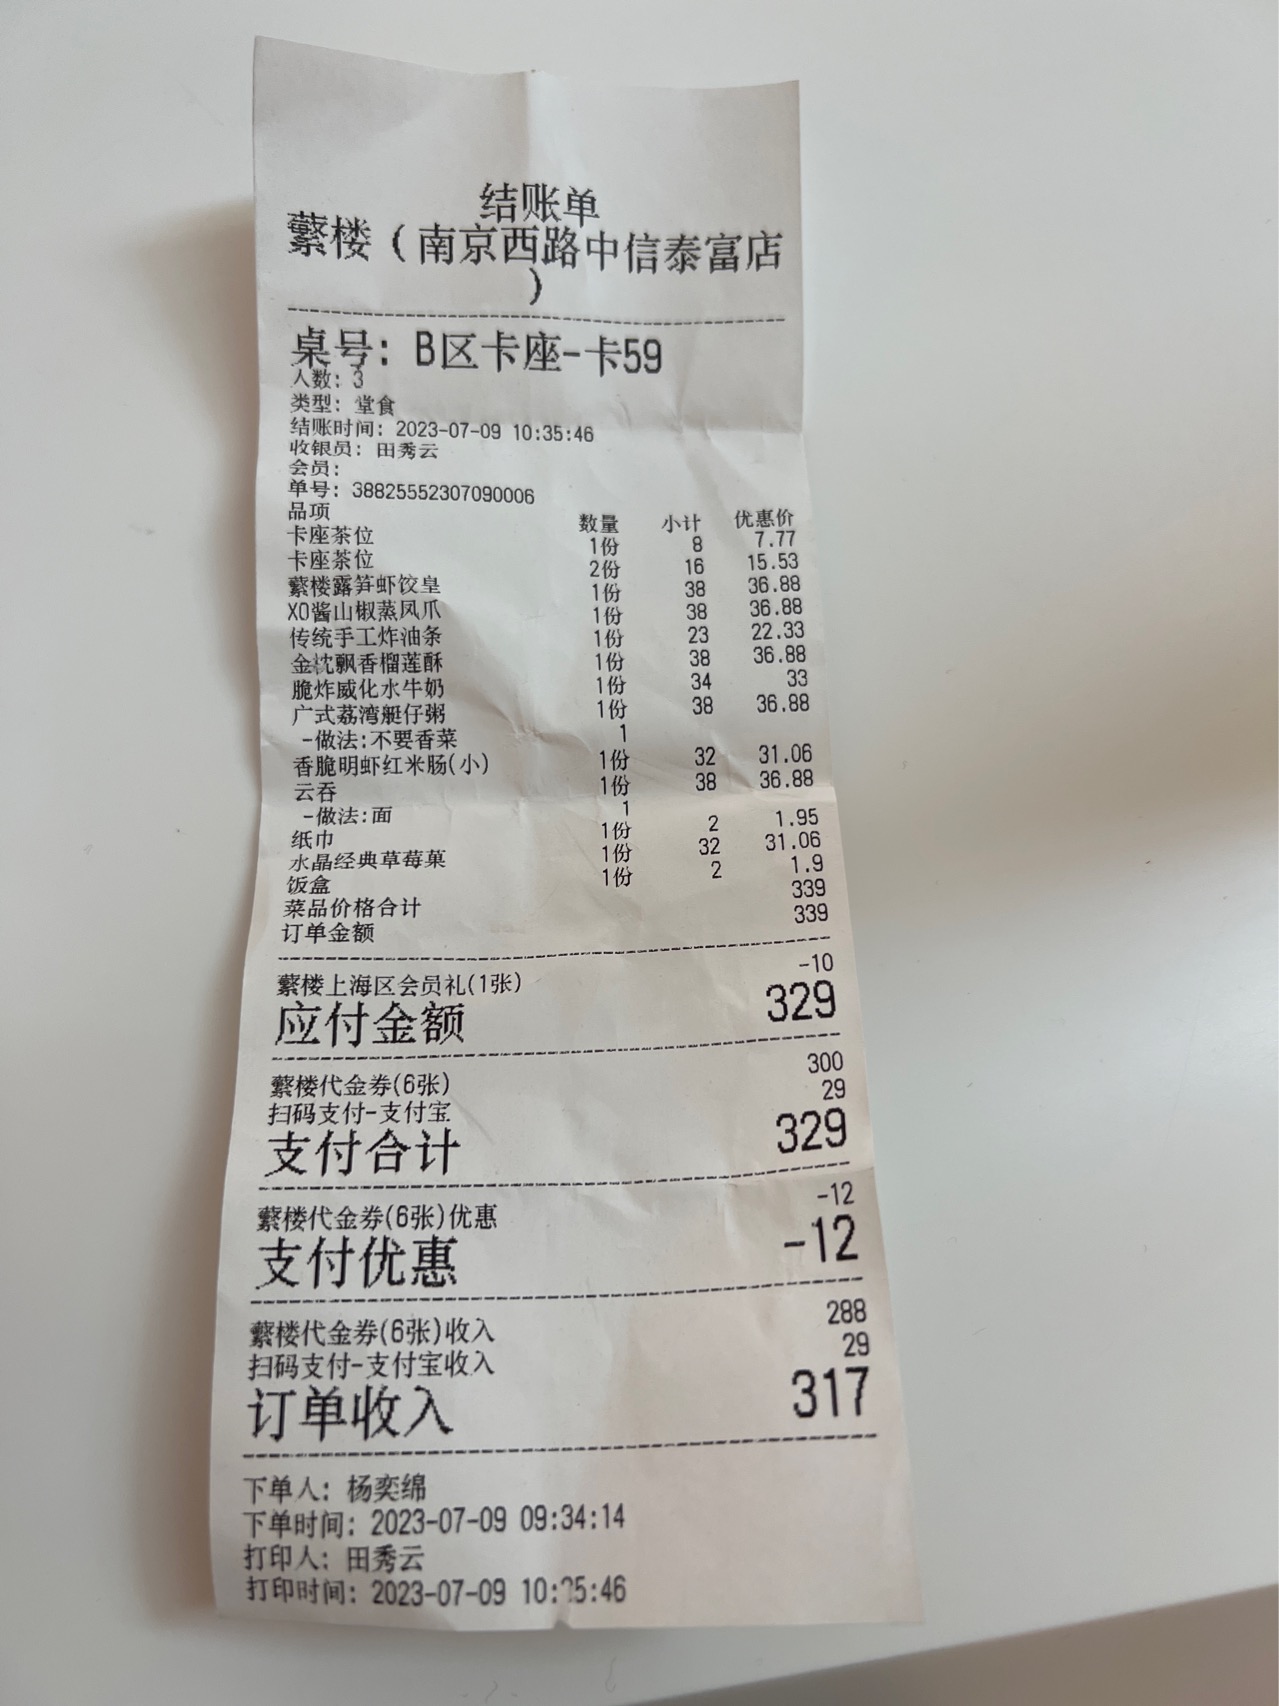 结账单
蘩楼（南京西路中信泰富店
）
桌号: B区卡座-卡59
人数: 3
类型: 堂食
结账时间: 2023-07-09 10:35:46
收银员: 田秀云
会员:
单号: 38825552307090006
品项 数量 小计 优惠价
卡座茶位 1份 8 7.77
卡座茶位 2份 16 15.53
蘩楼露笋虾饺皇 1份 38 36.88
XO酱山椒蒸凤爪 1份 38 36.88
传统手工炸油条 1份 23 22.33
金枕飘香榴莲酥 1份 38 36.88
脆炸威化水牛奶 1份 34 33
广式荔湾艇仔粥 1份 38 36.88
-做法:不要香菜 1
香脆明虾红米肠(小) 1份 32 31.06
云吞 1份 38 36.88
-做法:面 1
纸巾 1份 2 1.95
水晶经典草莓菓 1份 32 31.06
饭盒 1份 2 1.9
菜品价格合计 339
订单金额 339
蘩楼上海区会员礼(1张) -10
应付金额 329
蘩楼代金券(6张) 300
扫码支付-支付宝 29
支付合计 329
蘩楼代金券(6张)优惠 -12
支付优惠 -12
蘩楼代金券(6张)收入 288
扫码支付-支付宝收入 29
订单收入 317
下单人: 杨奕绵
下单时间: 2023-07-09 09:34:14
打印人: 田秀云
打印时间: 2023-07-09 10:35:46